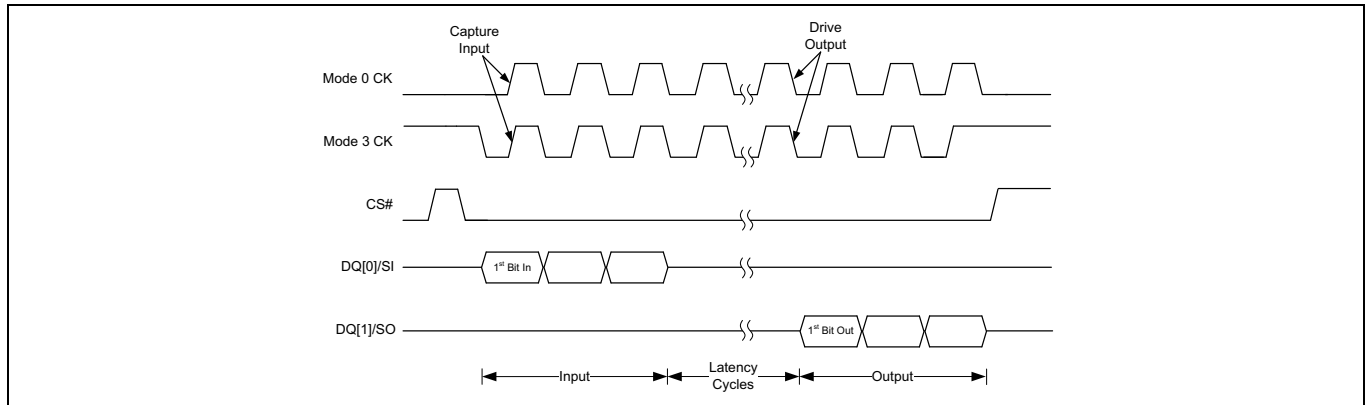 Capture
Input
Drive
Output
Mode 0 CK
Mode 3 CK
CS#
DQ[0]/SI
1st Bit In
DQ[1]/SO
1st Bit Out
Input
Latency
Cycles
Output